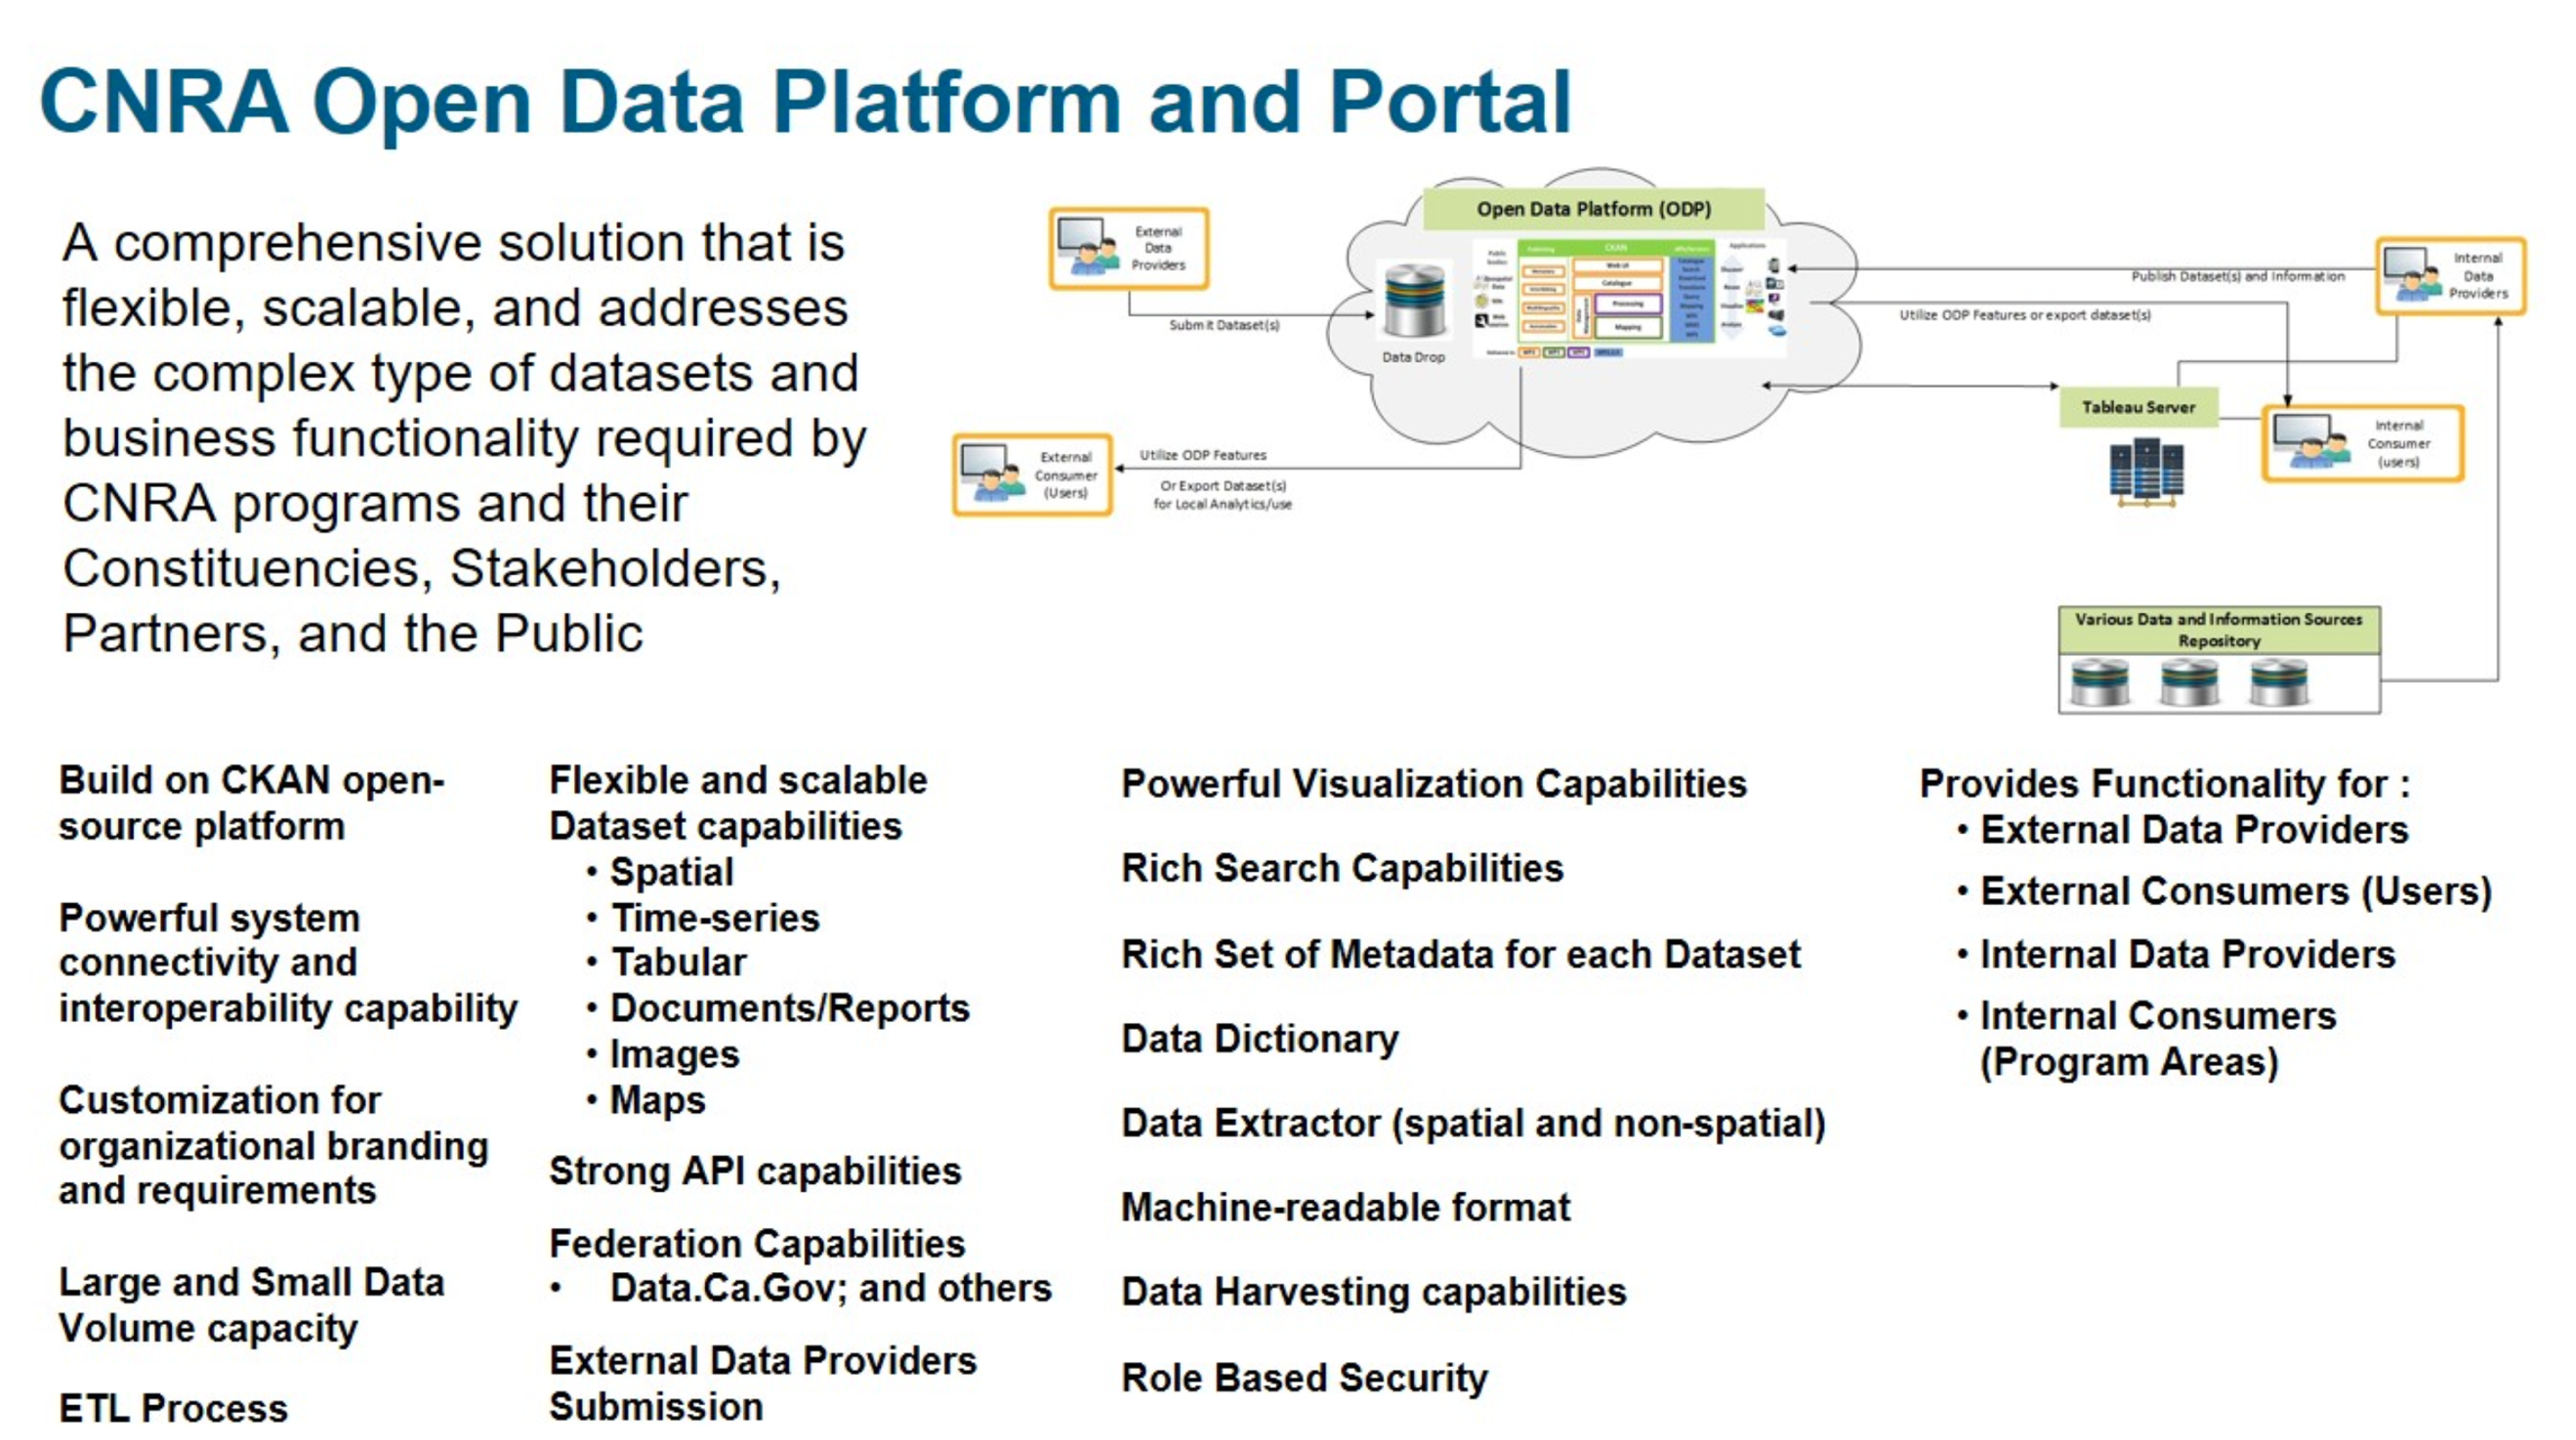 CNRA Open Data Platform and Portal
A comprehensive solution that is
flexible, scalable, and addresses
the complex type of datasets and
business functionality required by
CNRA programs and their
Constituencies, Stakeholders,
Partners, and the Public
External
Data
Providers
Submit Dataset(s)
Open Data Platform (ODP)
Data Drop
Public
CKAN
Applications
Web UI
Catalogue
Processing
Mapping
Publish Dataset(s) and Information
Utilize ODP Features or export dataset(s)
Internal
Data
Providers
Tableau Server
Internal
Consumer
(users)
External
Consumer
(Users)
Utilize ODP Features
Or Export Dataset(s)
for Local Analytics/use
Various Data and Information Sources
Repository
Build on CKAN open-
source platform
Powerful system
connectivity and
interoperability capability
Customization for
organizational branding
and requirements
Large and Small Data
Volume capacity
ETL Process
Flexible and scalable
Dataset capabilities
• Spatial
• Time-series
• Tabular
• Documents/Reports
• Images
• Maps
Strong API capabilities
Federation Capabilities
• Data.Ca.Gov; and others
External Data Providers
Submission
Powerful Visualization Capabilities
Rich Search Capabilities
Rich Set of Metadata for each Dataset
Data Dictionary
Data Extractor (spatial and non-spatial)
Machine-readable format
Data Harvesting capabilities
Role Based Security
Provides Functionality for :
• External Data Providers
• External Consumers (Users)
• Internal Data Providers
• Internal Consumers
(Program Areas)